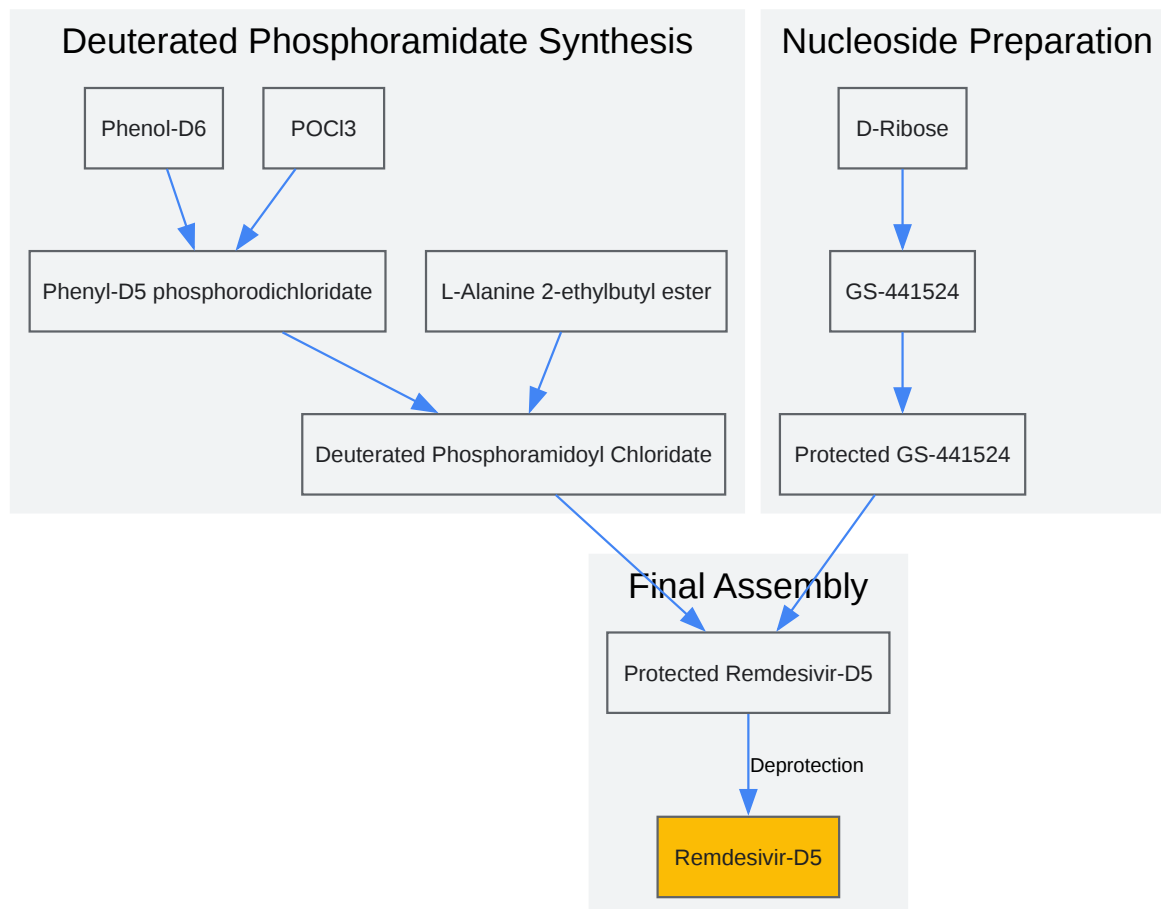 Deuterated Phosphoramidate Synthesis
Nucleoside Preparation
Phenol-D6
POCl3
D-Ribose
Phenyl-D5 phosphorodichloridate
L-Alanine 2-ethylbutyl ester
GS-441524
Deuterated Phosphoramidoyl Chloridate
Protected GS-441524
Final Assembly
Protected Remdesivir-D5
Deprotection
Remdesivir-D5